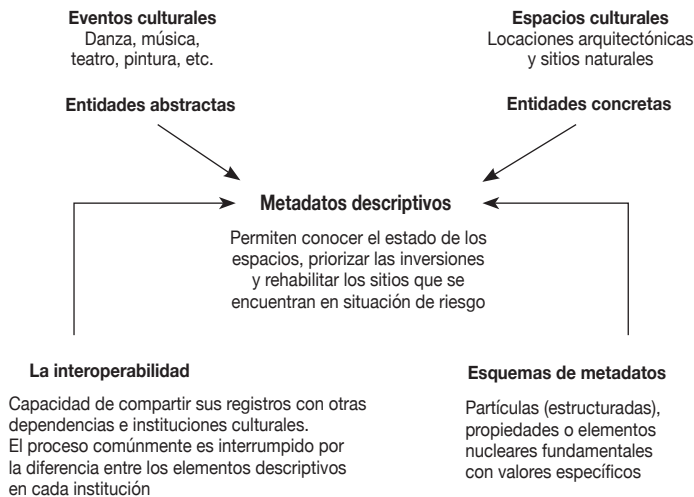 Eventos culturales
Danza, música,
teatro, pintura, etc.
Entidades abstractas
Espacios culturales
Locaciones arquitectónicas
y sitios naturales
Entidades concretas
Metadatos descriptivos
Permiten conocer el estado de los
espacios, priorizar las inversiones
y rehabilitar los sitios que se
encuentran en situación de riesgo
La interoperabilidad
Capacidad de compartir sus registros con otras
dependencias e instituciones culturales.
El proceso comúnmente es interrumpido por
la diferencia entre los elementos descriptivos
en cada institución
Esquemas de metadatos
Partículas (estructuradas),
propiedades o elementos
nucleares fundamentales
con valores específicos